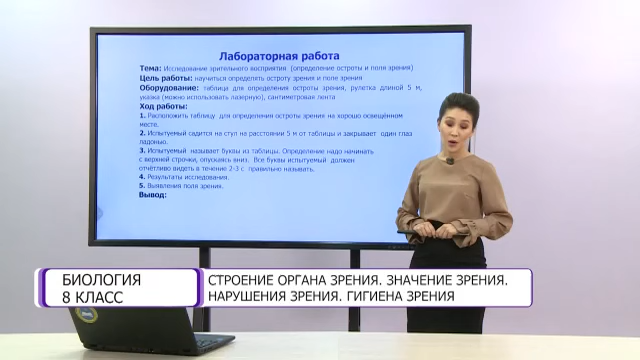 Лабораторная работа
Тема: Исследование зрительного восприятия (определение остроты и поля зрения)
Цель работы: научиться определять остроту зрения и поле зрения
Оборудование: таблица для определения остроты зрения, рулетка длиной 5 м,
указка (можно использовать лазерную), сантиметровая лента
Ход работы:
1. Расположить таблицу для определения остроты зрения на хорошо освещённом
месте.
2. Испытуемый садится на стул на расстоянии 5 м от таблицы и закрывает один глаз
ладонью.
3. Испытуемый называет буквы из таблицы. Определение надо начинать
с верхней строчки, опускаясь вниз. Все буквы испытуемый должен
отчётливо видеть в течение 2-3 с правильно называть.
4. Результаты исследования.
5. Выявления поля зрения.
Вывод:
БИОЛОГИЯ
8 КЛАСС
СТРОЕНИЕ ОРГАНА ЗРЕНИЯ. ЗНАЧЕНИЕ ЗРЕНИЯ.
НАРУШЕНИЯ ЗРЕНИЯ. ГИГИЕНА ЗРЕНИЯ